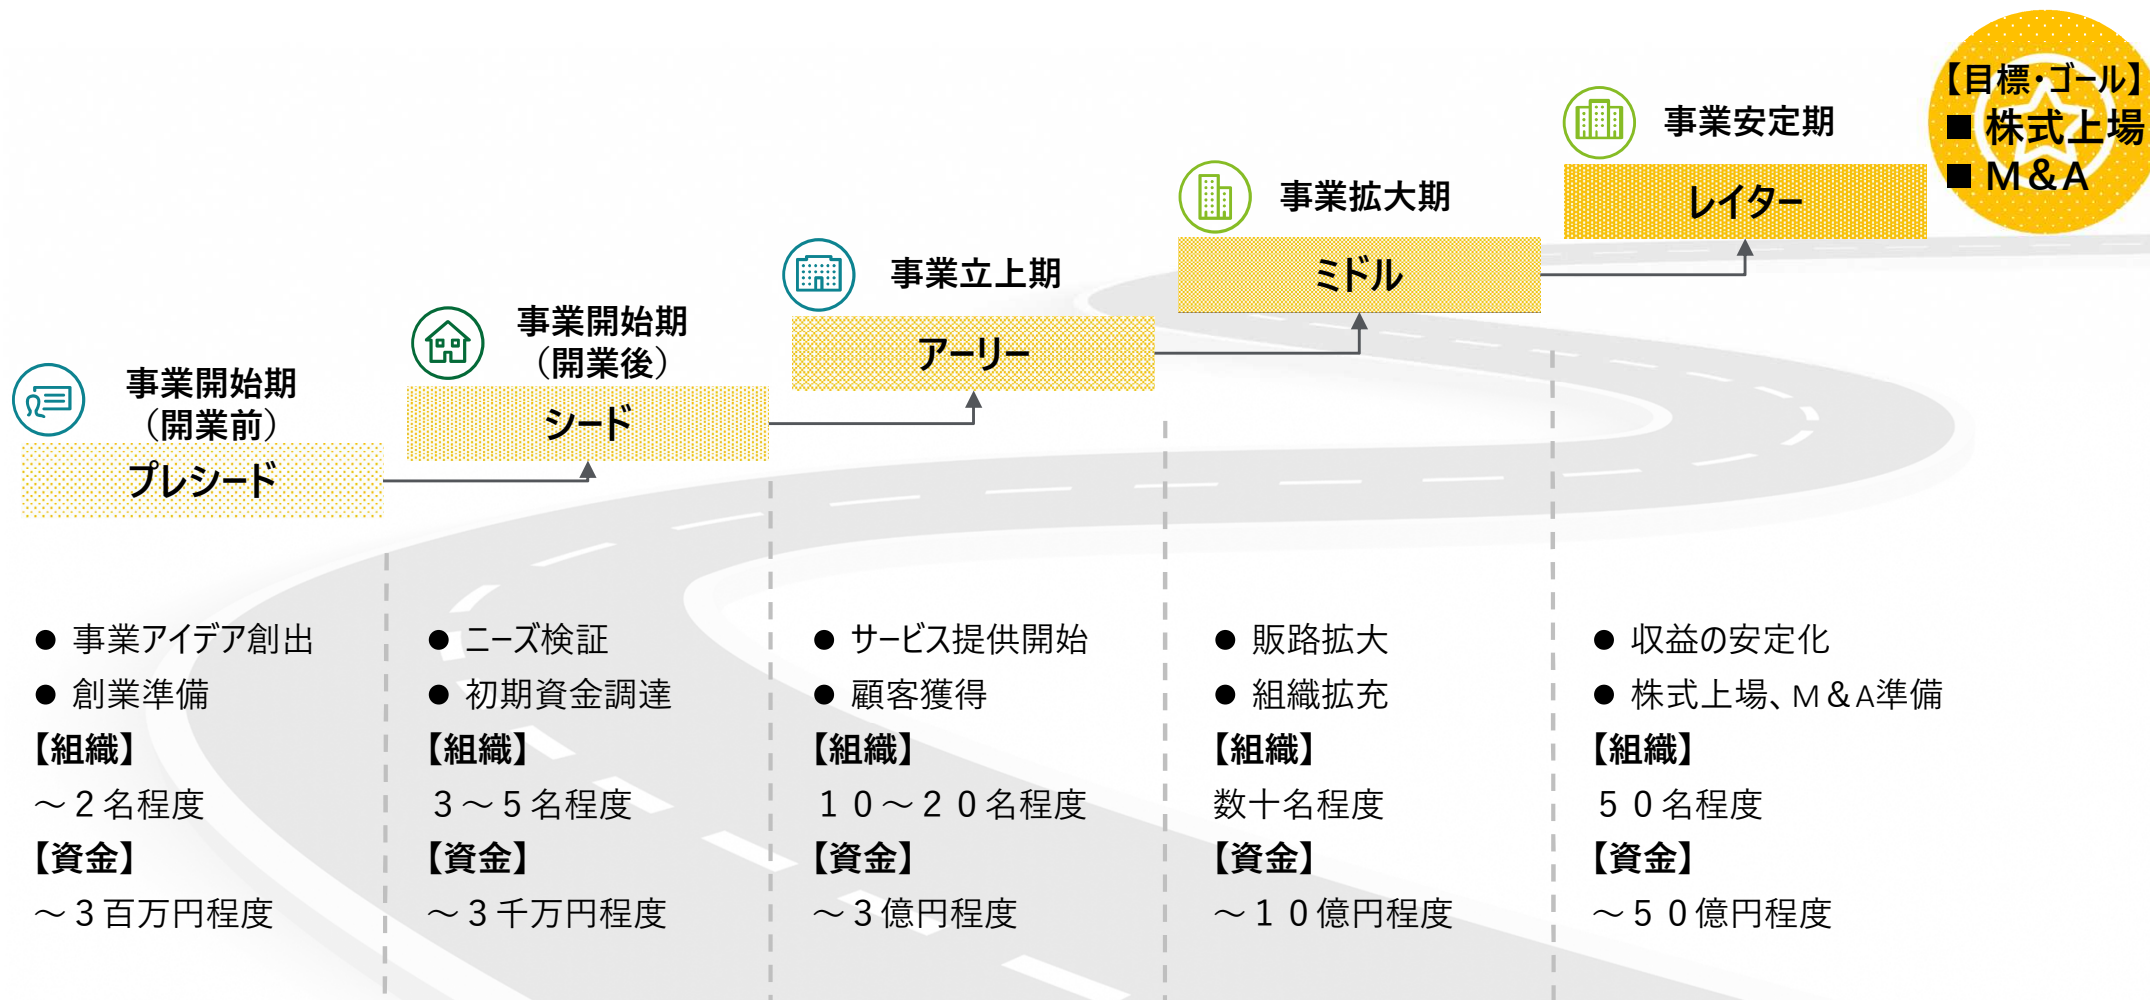 事業開始期
（開業前）
プレシード
● 事業アイデア創出
● 創業準備
【組織】
～２名程度
【資金】
～３百万円程度
事業開始期
（開業後）
シード
● ニーズ検証
● 初期資金調達
【組織】
３～５名程度
【資金】
～３千万円程度
事業立上期
アーリー
● サービス提供開始
● 顧客獲得
【組織】
１０～２０名程度
【資金】
～３億円程度
事業拡大期
ミドル
● 販路拡大
● 組織拡充
【組織】
数十名程度
【資金】
～１０億円程度
事業安定期
レイター
● 収益の安定化
● 株式上場、M＆A準備
【組織】
５０名程度
【資金】
～５０億円程度
【目標・ゴール】
■ 株式上場
■ M＆A